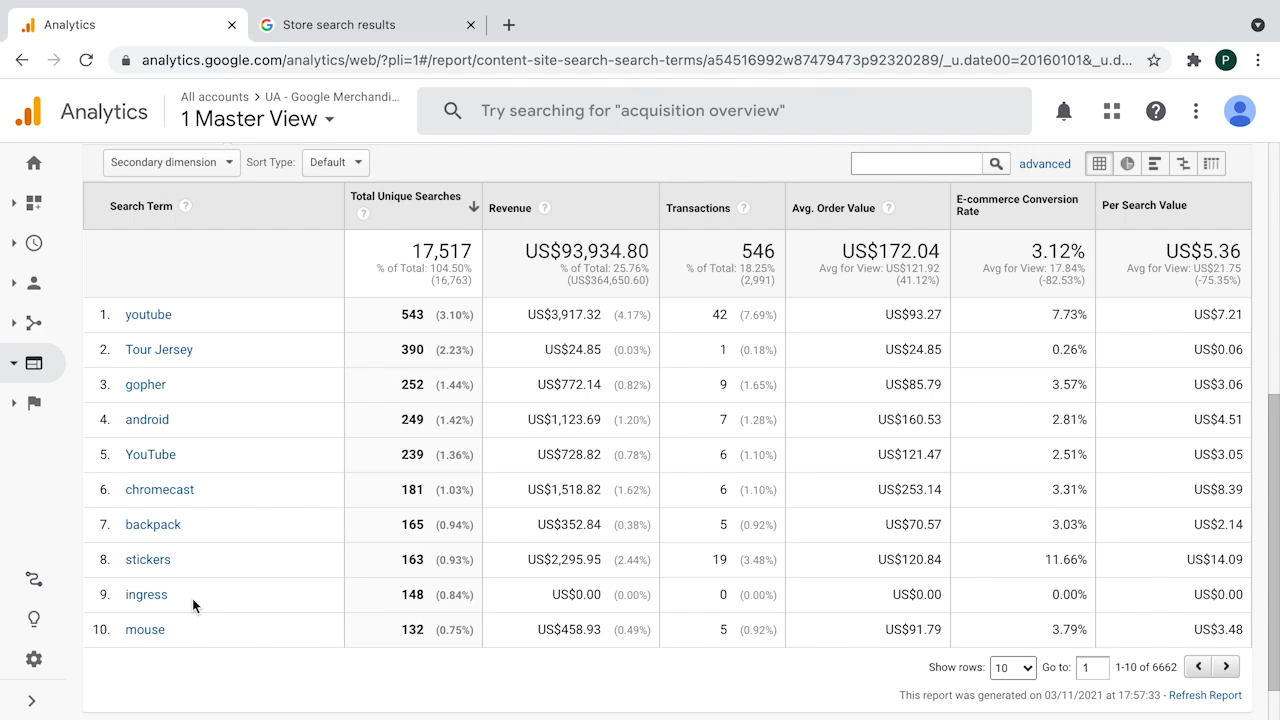 Analytics
Store search results
analytics.google.com/analytics/web/?pli=1#/report/content-site-search-search-terms/a54516992w87479473p92320289/_u.date00=20160101&_u.d...
P
Analytics
All accounts > UA - Google Merchandi...
1 Master View
Try searching for "acquisition overview"
Secondary dimension Sort Type: Default advanced
Search Term ? Total Unique Searches ? Revenue ? Transactions ? Avg. Order Value ? E-commerce Conversion Rate Per Search Value
17,517 US$93,934.80 546 US$172.04 3.12% US$5.36
% of Total: 104.50% % of Total: 25.76% % of Total: 18.25% Avg for View: US$121.92 Avg for View: 17.84% Avg for View: US$21.75
(16,763) (US$364,650.60) (2,991) (41.12%) (-82.53%) (-75.35%)
1. youtube 543 (3.10%) US$3,917.32 (4.17%) 42 (7.69%) US$93.27 7.73% US$7.21
2. Tour Jersey 390 (2.23%) US$24.85 (0.03%) 1 (0.18%) US$24.85 0.26% US$0.06
3. gopher 252 (1.44%) US$772.14 (0.82%) 9 (1.65%) US$85.79 3.57% US$3.06
4. android 249 (1.42%) US$1,123.69 (1.20%) 7 (1.28%) US$160.53 2.81% US$4.51
5. YouTube 239 (1.36%) US$728.82 (0.78%) 6 (1.10%) US$121.47 2.51% US$3.05
6. chromecast 181 (1.03%) US$1,518.82 (1.62%) 6 (1.10%) US$253.14 3.31% US$8.39
7. backpack 165 (0.94%) US$352.84 (0.38%) 5 (0.92%) US$70.57 3.03% US$2.14
8. stickers 163 (0.93%) US$2,295.95 (2.44%) 19 (3.48%) US$120.84 11.66% US$14.09
9. ingress 148 (0.84%) US$0.00 (0.00%) 0 (0.00%) US$0.00 0.00% US$0.00
10. mouse 132 (0.75%) US$458.93 (0.49%) 5 (0.92%) US$91.79 3.79% US$3.48
Show rows: 10 Go to: 1 1-10 of 6662
This report was generated on 03/11/2021 at 17:57:33 - Refresh Report